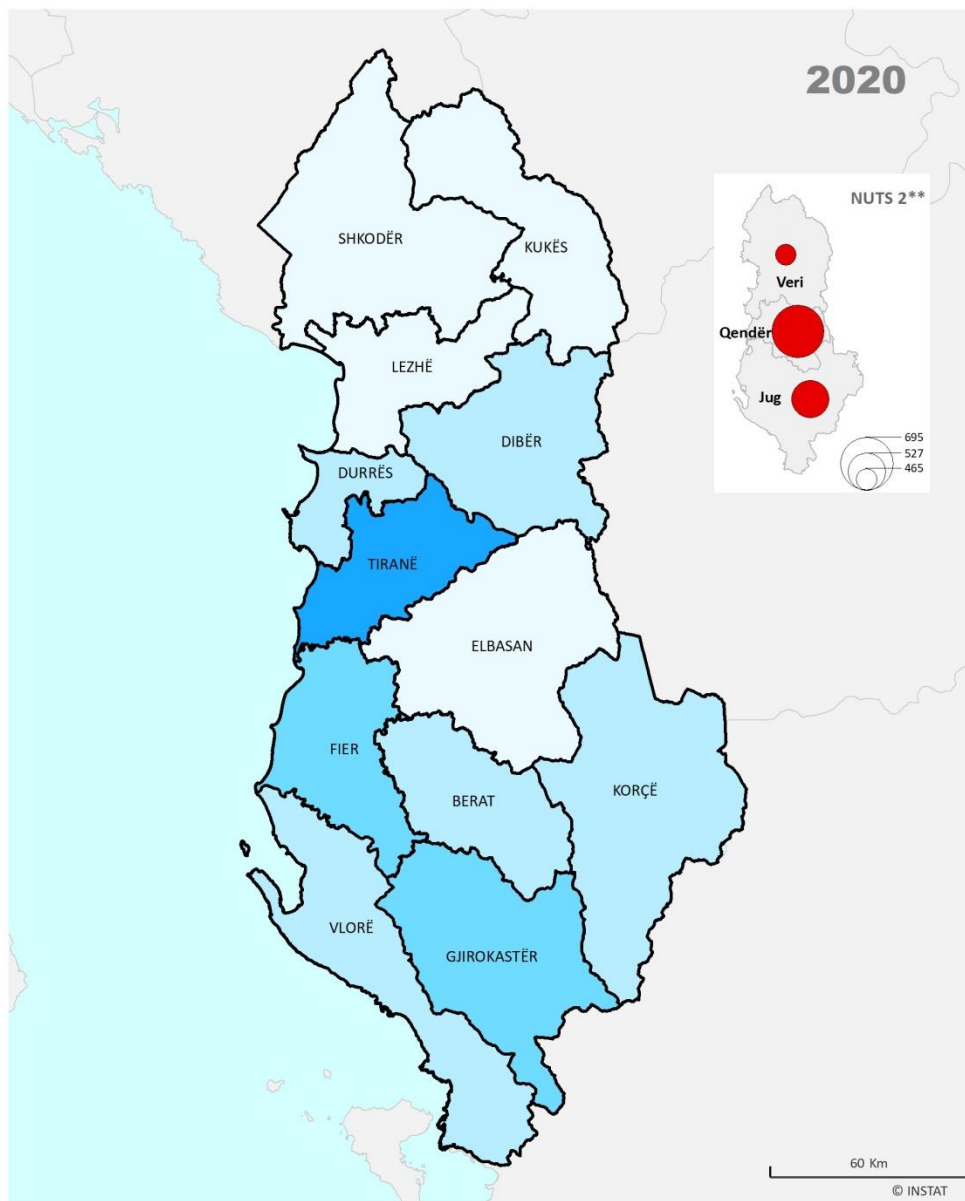 2020
NUTS 2**
SHKODËR
KUKËS
Veri
Qendër
LEZHË
Jug
DIBËR
695
527
465
DURRËS
TIRANË
ELBASAN
FIER
KORÇË
BERAT
VLORË
GJIROKASTËR
60 Km
© INSTAT